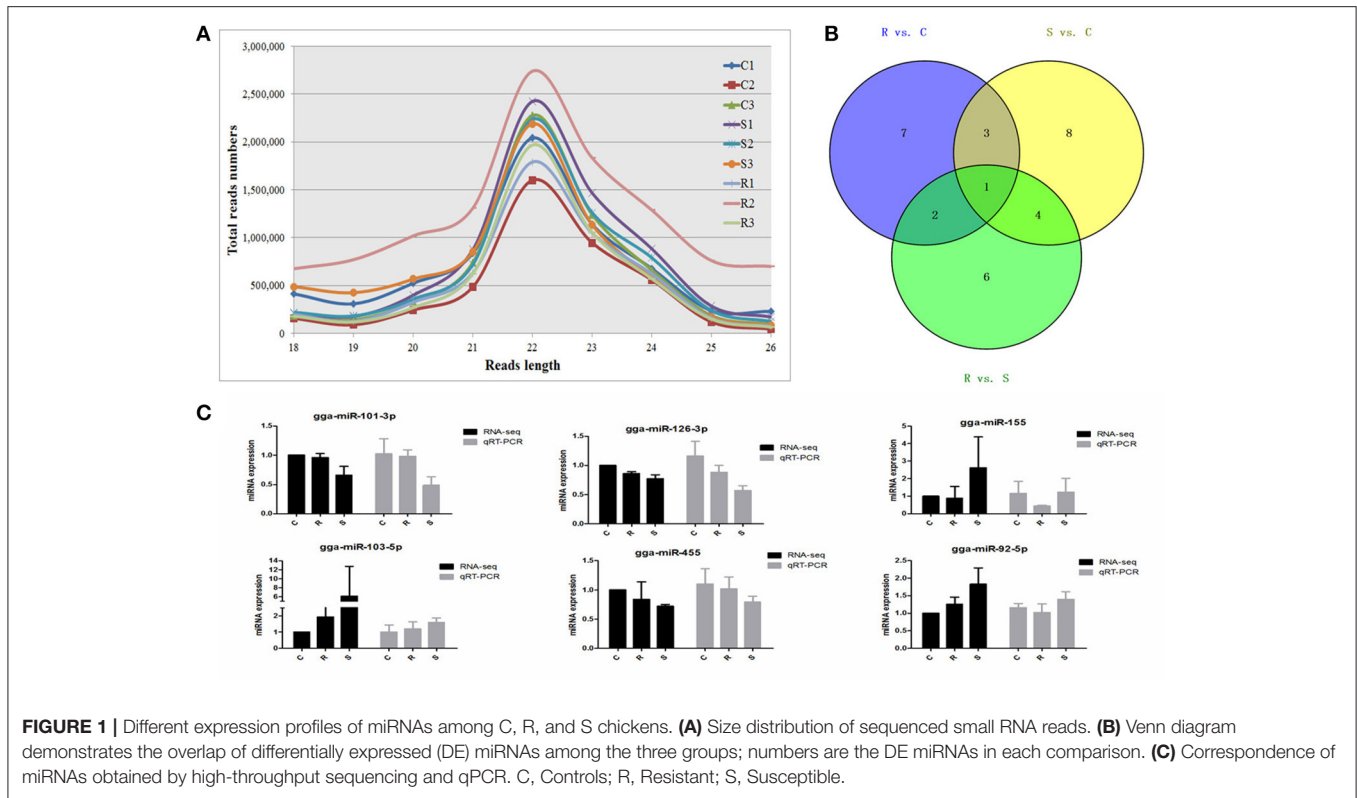 A
3,000,000
2,500,000
2,000,000
1,500,000
1,000,000
500,000
0
Total reads numbers
18 19 20 21 22 23 24 25 26
Reads length
C1
C2
C3
S1
S2
S3
R1
R2
R3
B
R vs. C
S vs. C
7
3
8
1
2
4
6
R vs. S
C
gga-miR-101-3p
miRNA expression
1.5
1.0
0.5
0.0
C R S C R S
RNA-seq
qRT-PCR
gga-miR-126-3p
miRNA expression
1.5
1.0
0.5
0.0
C R S C R S
RNA-seq
qRT-PCR
gga-miR-155
miRNA expression
5
4
3
2
1
0
C R S C R S
RNA-seq
qRT-PCR
gga-miR-103-5p
miRNA expression
14
12
10
8
6
2
1
C R S C R S
RNA-seq
qRT-PCR
gga-miR-455
miRNA expression
1.5
1.0
0.5
0.0
C R S C R S
RNA-seq
qRT-PCR
gga-miR-92-5p
miRNA expression
2.5
2.0
1.5
1.0
0.5
0.0
C R S C R S
RNA-seq
qRT-PCR
FIGURE 1 | Different expression profiles of miRNAs among C, R, and S chickens. (A) Size distribution of sequenced small RNA reads. (B) Venn diagram
demonstrates the overlap of differentially expressed (DE) miRNAs among the three groups; numbers are the DE miRNAs in each comparison. (C) Correspondence of
miRNAs obtained by high-throughput sequencing and qPCR. C, Controls; R, Resistant; S, Susceptible.